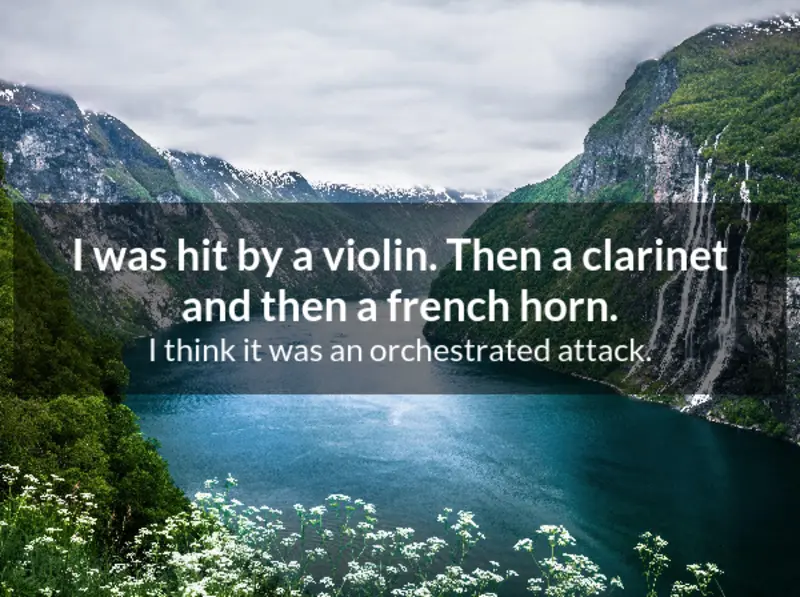 I was hit by a violin. Then a clarinet
and then a french horn.
I think it was an orchestrated attack.